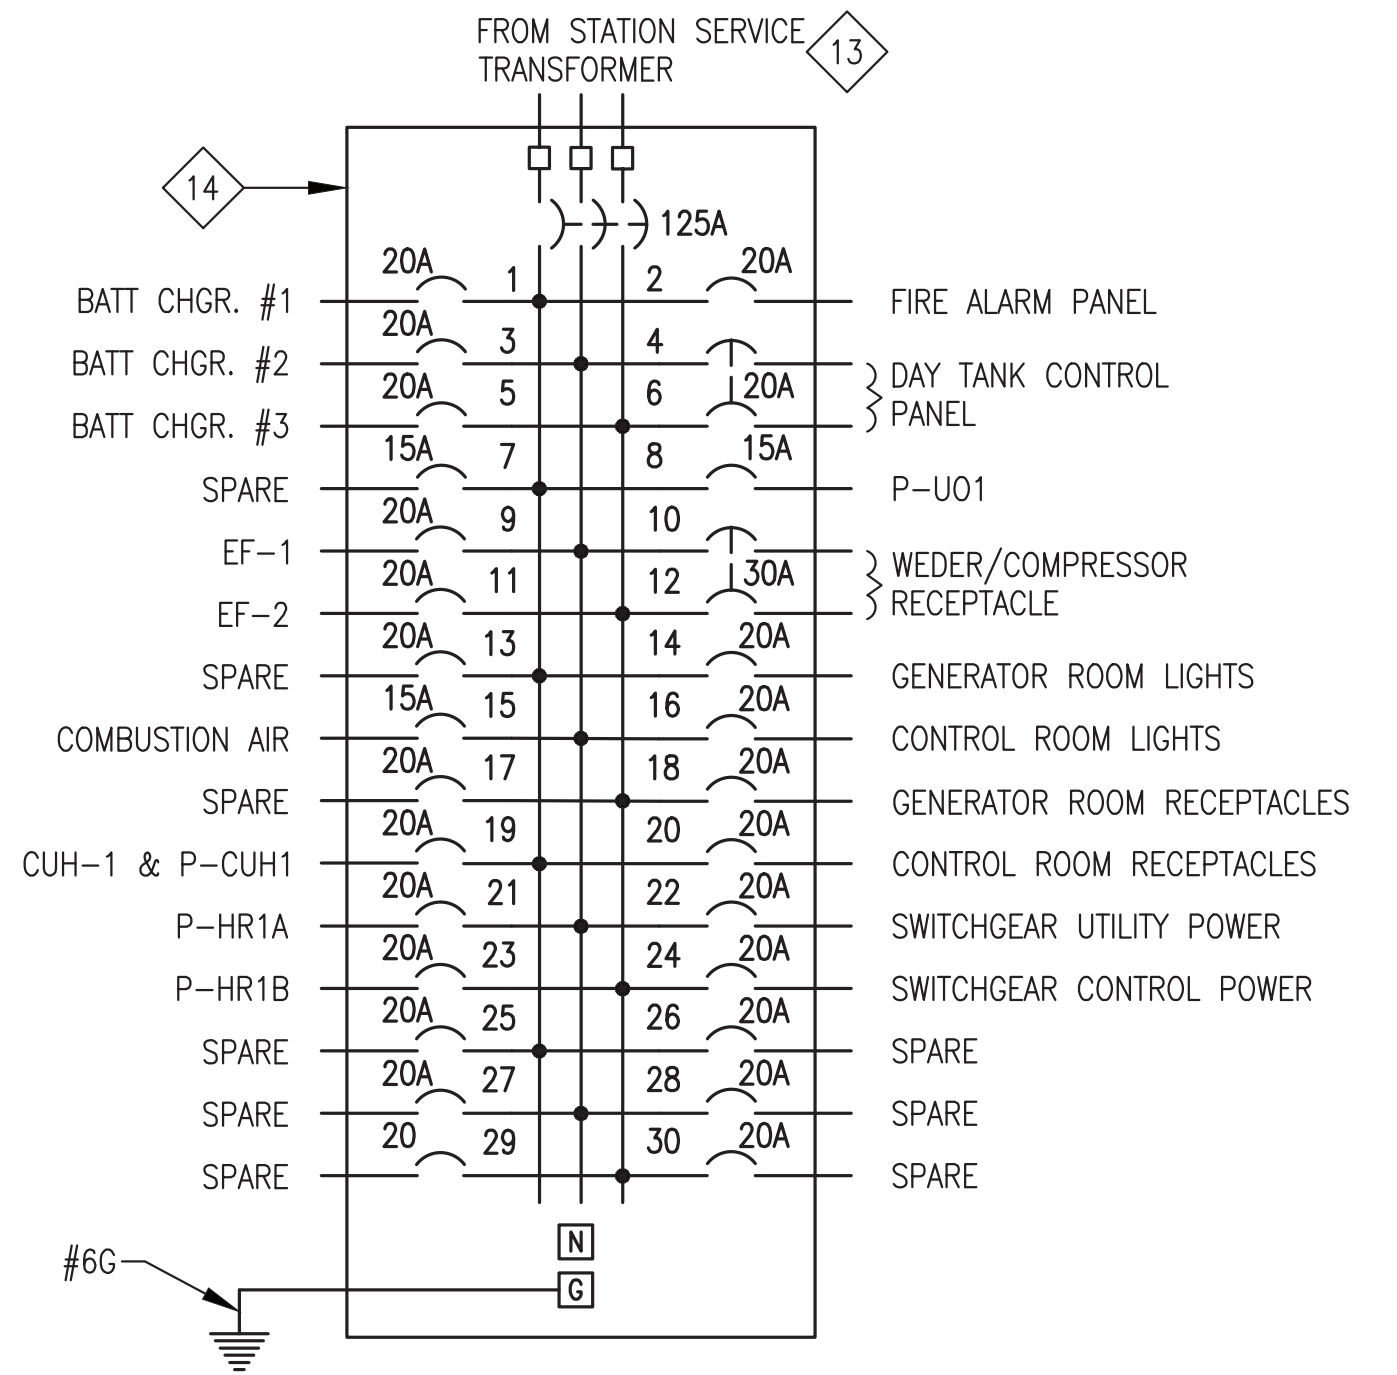 FROM STATION SERVICE
TRANSFORMER
13
14
125A
20A 1 2 20A
BATT CHGR. #1 FIRE ALARM PANEL
20A 3 4
BATT CHGR. #2 DAY TANK CONTROL
20A 5 6 20A
BATT CHGR. #3 PANEL
15A 7 8 15A
SPARE P-U01
20A 9 10
EF-1 WEDER/COMPRESSOR
20A 11 12 30A
EF-2 RECEPTACLE
20A 13 14 20A
SPARE GENERATOR ROOM LIGHTS
15A 15 16 20A
COMBUSTION AIR CONTROL ROOM LIGHTS
20A 17 18 20A
SPARE GENERATOR ROOM RECEPTACLES
20A 19 20 20A
CUH-1 & P-CUH1 CONTROL ROOM RECEPTACLES
20A 21 22 20A
P-HR1A SWITCHGEAR UTILITY POWER
20A 23 24 20A
P-HR1B SWITCHGEAR CONTROL POWER
20A 25 26 20A
SPARE SPARE
20A 27 28 20A
SPARE SPARE
20 29 30 20A
SPARE SPARE
N
#6G
G